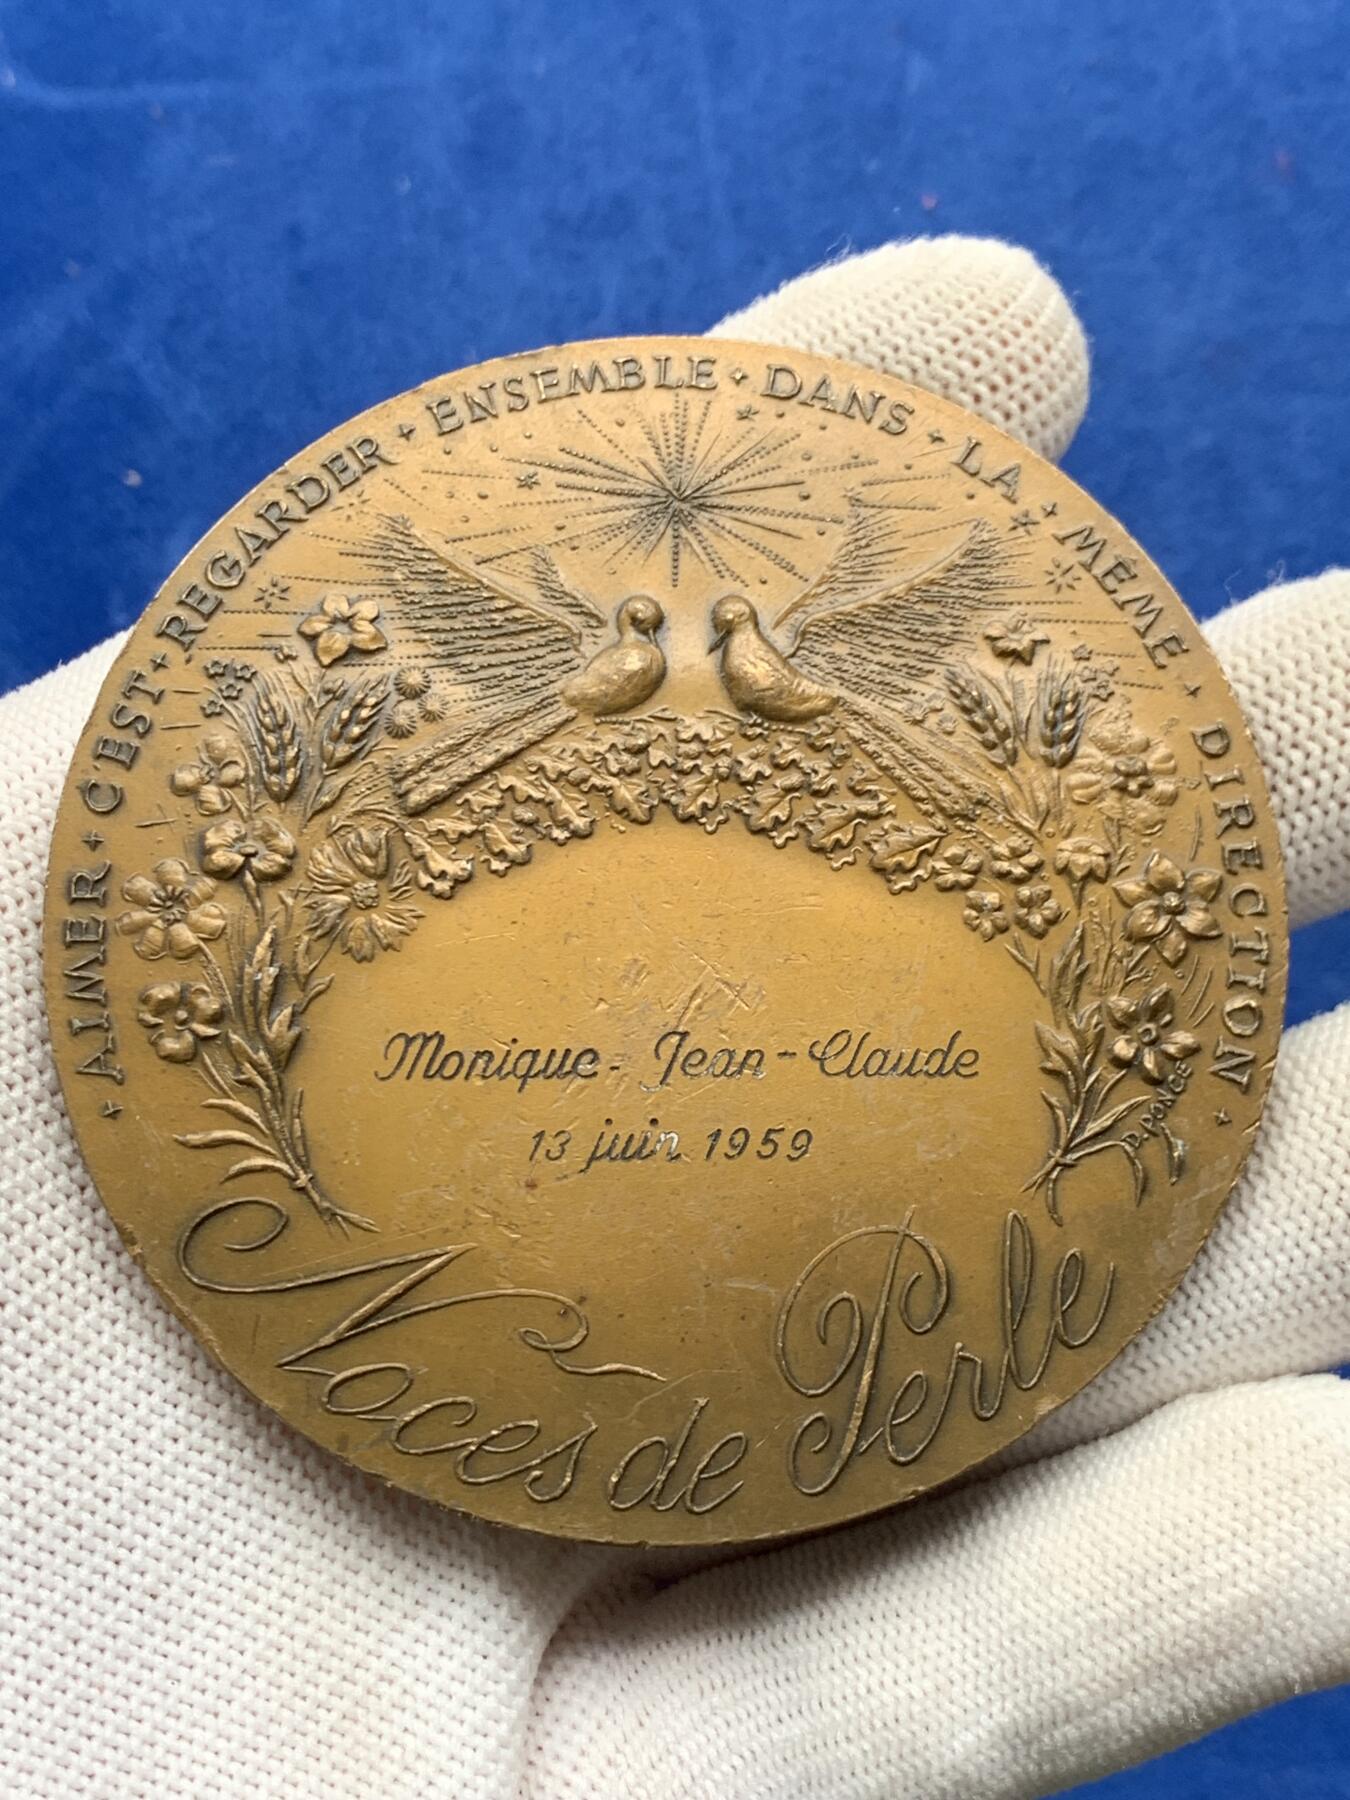 AIMER C'EST REGARDER ENSEMBLE DANS LA MÊME DIRECTION
Monique - Jean-Claude
13 juin 1959
D. PONCE
Noces de Perle